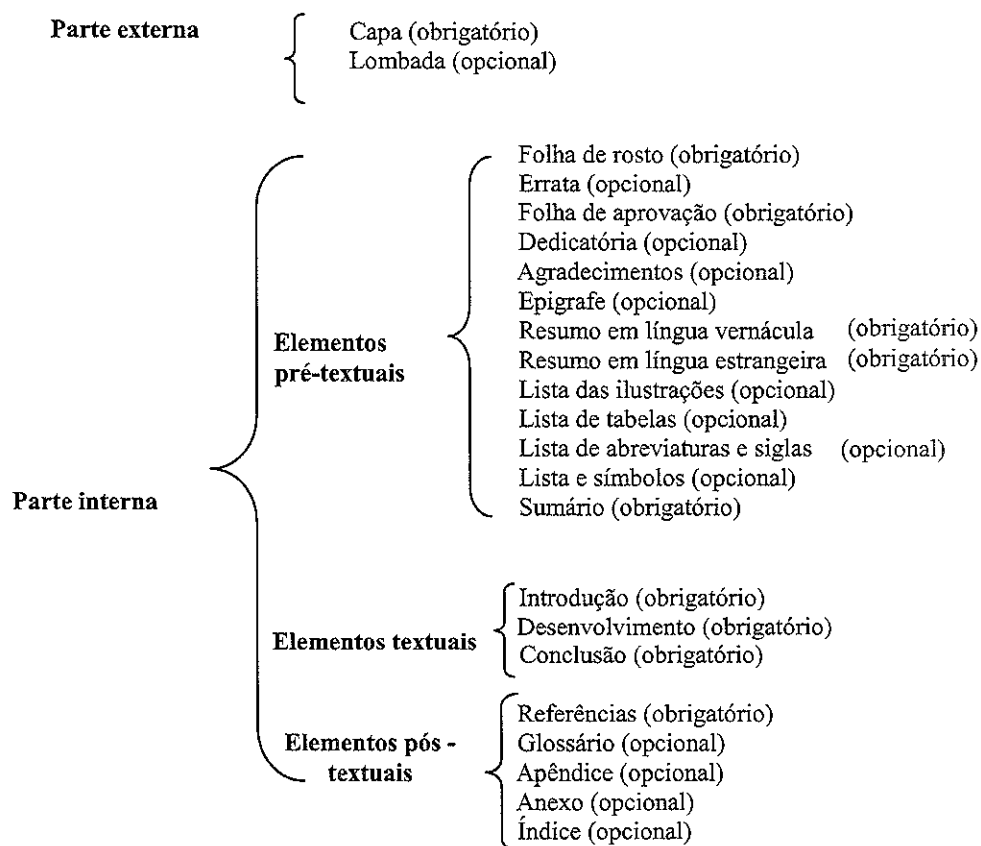 Parte externa
Capa (obrigatório)
Lombada (opcional)
Parte interna
Elementos
pré-textuais
Folha de rosto (obrigatório)
Errata (opcional)
Folha de aprovação (obrigatório)
Dedicatória (opcional)
Agradecimentos (opcional)
Epigrafe (opcional)
Resumo em língua vernácula (obrigatório)
Resumo em língua estrangeira (obrigatório)
Lista das ilustrações (opcional)
Lista de tabelas (opcional)
Lista de abreviaturas e siglas (opcional)
Lista e símbolos (opcional)
Sumário (obrigatório)
Elementos textuais
Introdução (obrigatório)
Desenvolvimento (obrigatório)
Conclusão (obrigatório)
Elementos pós -
textuais
Referências (obrigatório)
Glossário (opcional)
Apêndice (opcional)
Anexo (opcional)
Índice (opcional)